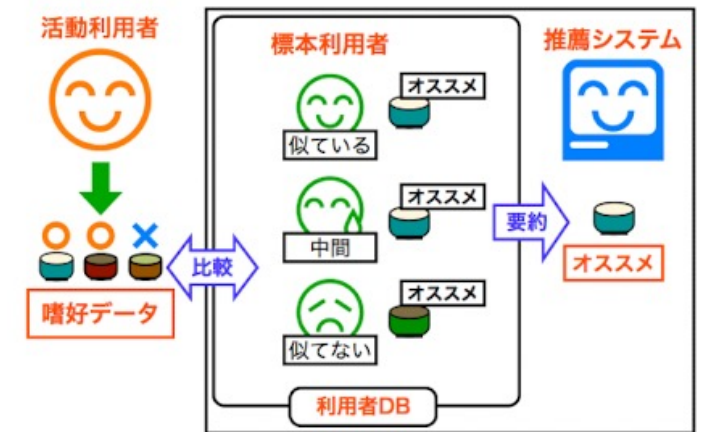 活動利用者
標本利用者
推薦システム
オススメ
似ている
オススメ
中間
要約
オススメ
比較
オススメ
嗜好データ
似てない
利用者DB